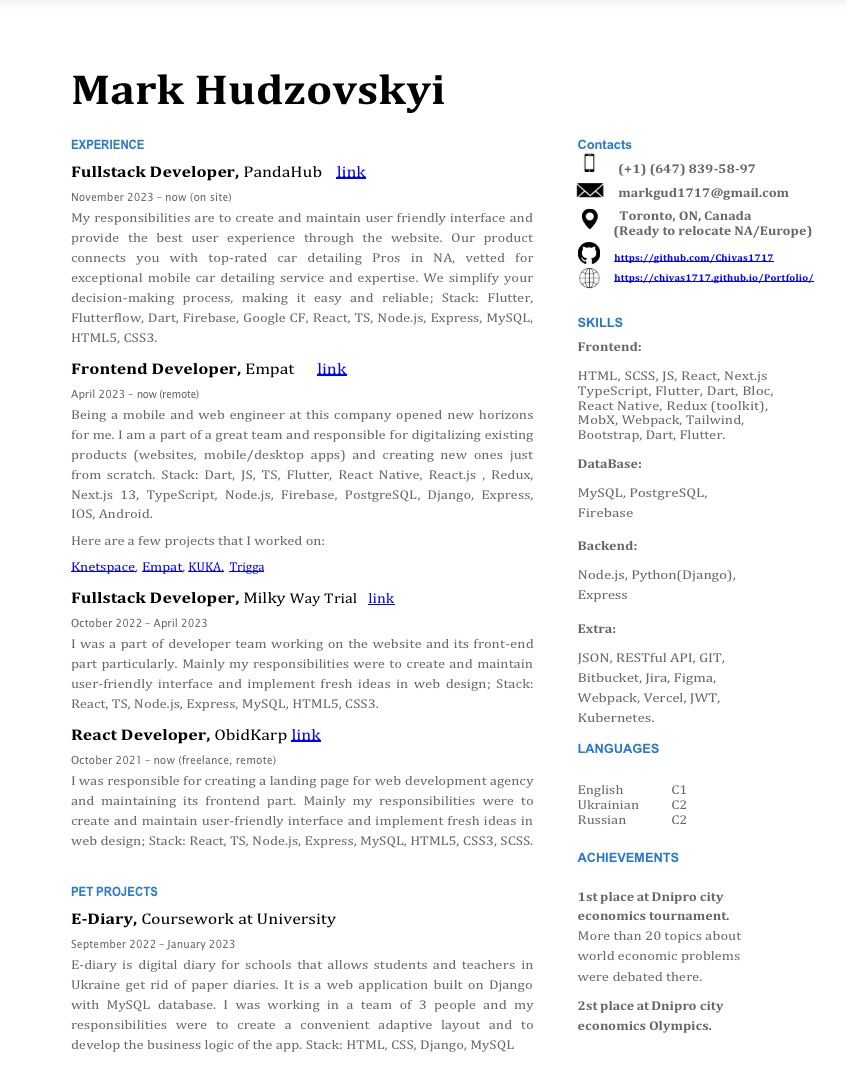 Mark Hudzovskyi
EXPERIENCE
Fullstack Developer, PandaHub link
November 2023 – now (on site)
My responsibilities are to create and maintain user friendly interface and
provide the best user experience through the website. Our product
connects you with top-rated car detailing Pros in NA, vetted for
exceptional mobile car detailing service and expertise. We simplify your
decision-making process, making it easy and reliable; Stack: Flutter,
Flutterflow, Dart, Firebase, Google CF, React, TS, Node.js, Express, MySQL,
HTML5, CSS3.
Frontend Developer, Empat link
April 2023 – now (remote)
Being a mobile and web engineer at this company opened new horizons
for me. I am a part of a great team and responsible for digitalizing existing
products (websites, mobile/desktop apps) and creating new ones just
from scratch. Stack: Dart, JS, TS, Flutter, React Native, React.js , Redux,
Next.js 13, TypeScript, Node.js, Firebase, PostgreSQL, Django, Express,
IOS, Android.
Here are a few projects that I worked on:
Knetspace, Empat, KUKA, Trigga
Fullstack Developer, Milky Way Trial link
October 2022 – April 2023
I was a part of developer team working on the website and its front-end
part particularly. Mainly my responsibilities were to create and maintain
user-friendly interface and implement fresh ideas in web design; Stack:
React, TS, Node.js, Express, MySQL, HTML5, CSS3.
React Developer, ObidKarp link
October 2021 – now (freelance, remote)
I was responsible for creating a landing page for web development agency
and maintaining its frontend part. Mainly my responsibilities were to
create and maintain user-friendly interface and implement fresh ideas in
web design; Stack: React, TS, Node.js, Express, MySQL, HTML5, CSS3, SCSS.
PET PROJECTS
E-Diary, Coursework at University
September 2022 – January 2023
E-diary is digital diary for schools that allows students and teachers in
Ukraine get rid of paper diaries. It is a web application built on Django
with MySQL database. I was working in a team of 3 people and my
responsibilities were to create a convenient adaptive layout and to
develop the business logic of the app. Stack: HTML, CSS, Django, MySQL
Contacts
(+1) (647) 839-58-97
markgud1717@gmail.com
Toronto, ON, Canada
(Ready to relocate NA/Europe)
https://github.com/Chivas1717
https://chivas1717.github.io/Portfolio/
SKILLS
Frontend:
HTML, SCSS, JS, React, Next.js
TypeScript, Flutter, Dart, Bloc,
React Native, Redux (toolkit),
MobX, Webpack, Tailwind,
Bootstrap, Dart, Flutter.
DataBase:
MySQL, PostgreSQL,
Firebase
Backend:
Node.js, Python(Django),
Express
Extra:
JSON, RESTful API, GIT,
Bitbucket, Jira, Figma,
Webpack, Vercel, JWT,
Kubernetes.
LANGUAGES
English C1
Ukrainian C2
Russian C2
ACHIEVEMENTS
1st place at Dnipro city
economics tournament.
More than 20 topics about
world economic problems
were debated there.
2st place at Dnipro city
economics Olympics.